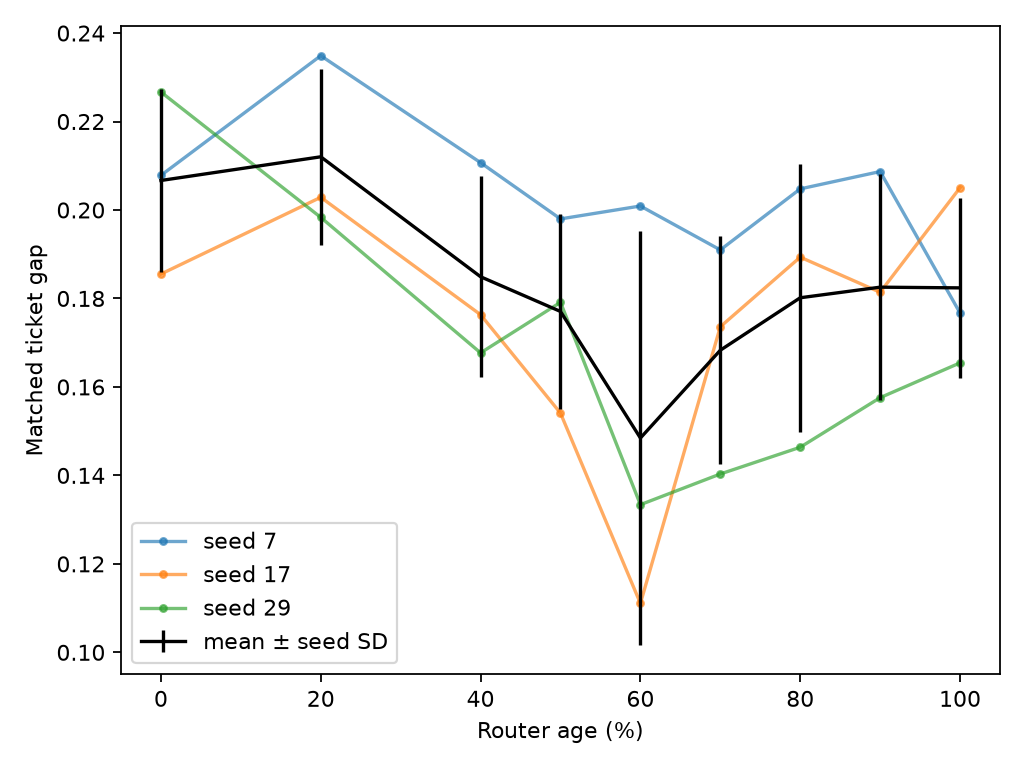 0.24
0.22
0.20
0.18
0.16
0.14
0.12
0.10
Matched ticket gap
seed 7
seed 17
seed 29
mean ± seed SD
0 20 40 60 80 100
Router age (%)